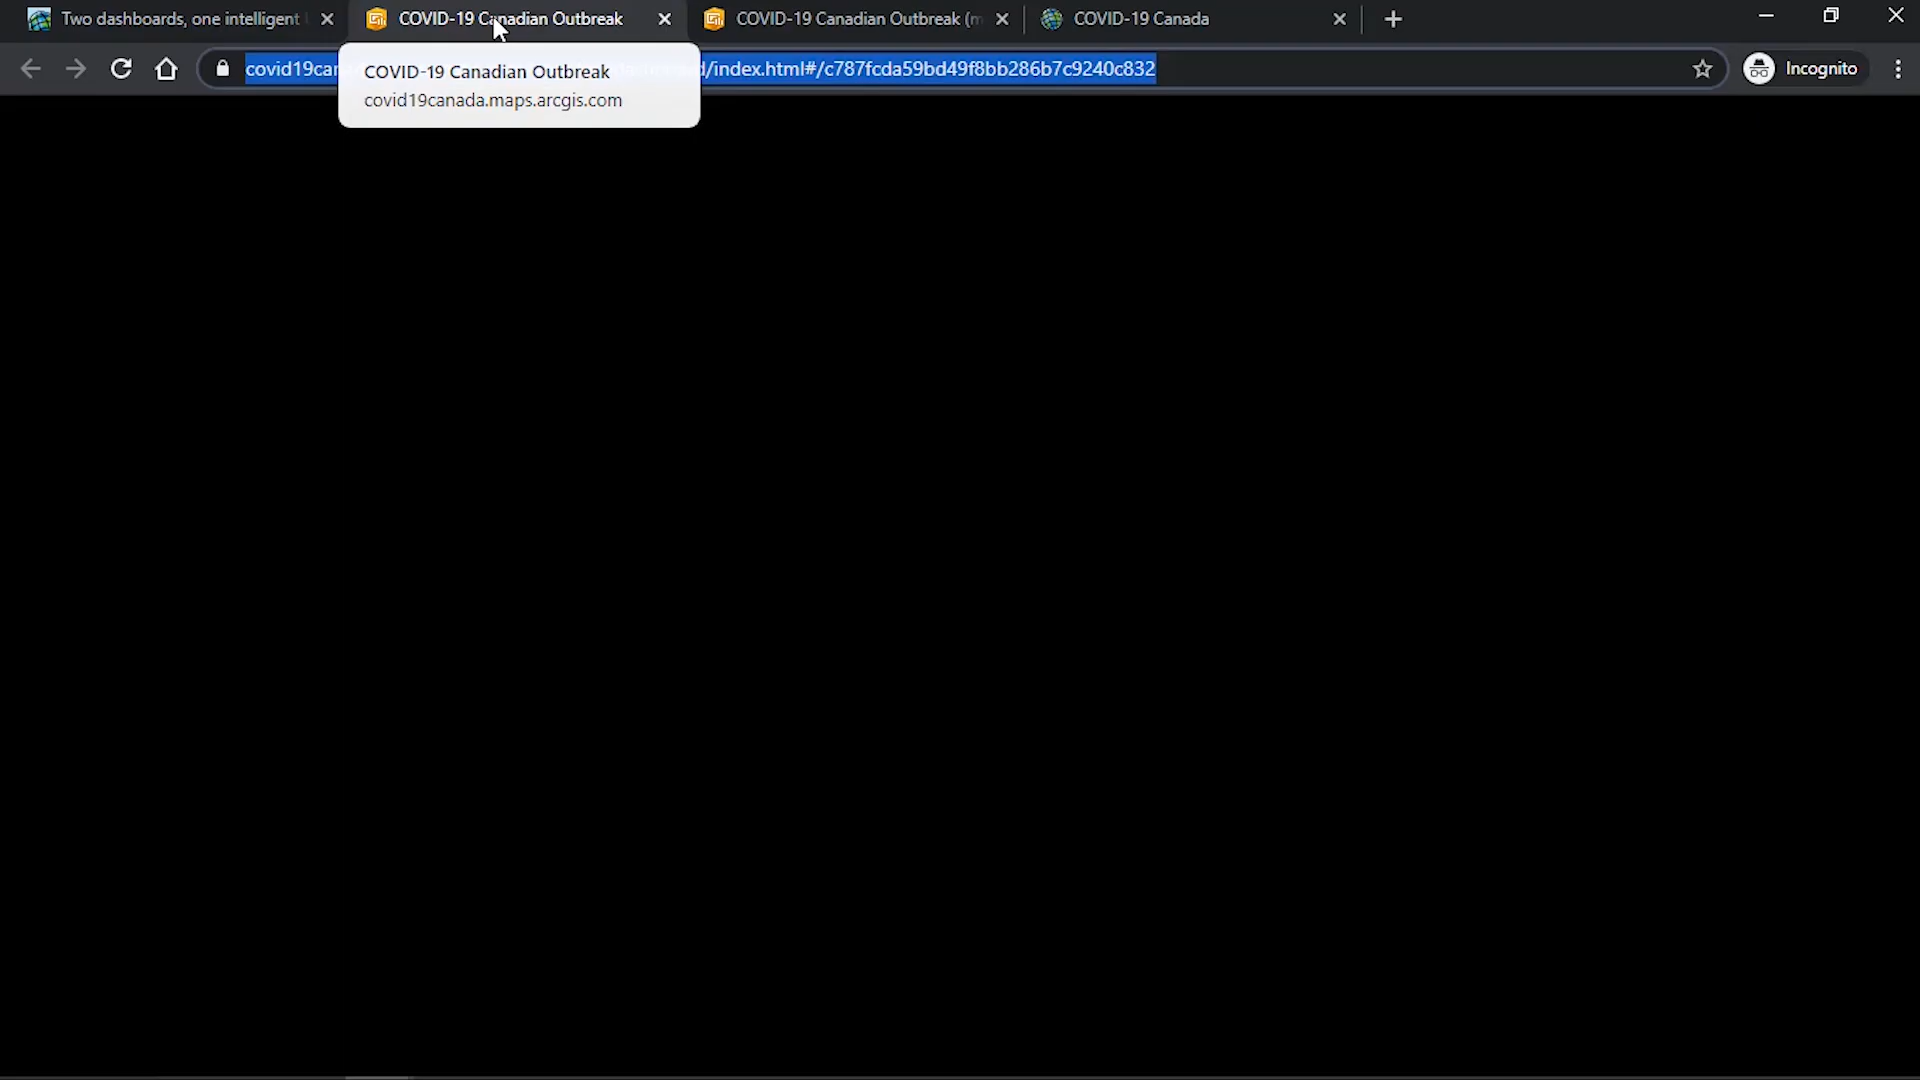 Two dashboards, one intelligent
COVID-19 Canadian Outbreak
COVID-19 Canadian Outbreak (m
COVID-19 Canada
covid19can
d/index.html#/c787fcda59bd49f8bb286b7c9240c832
Incognito
COVID-19 Canadian Outbreak
covid19canada.maps.arcgis.com